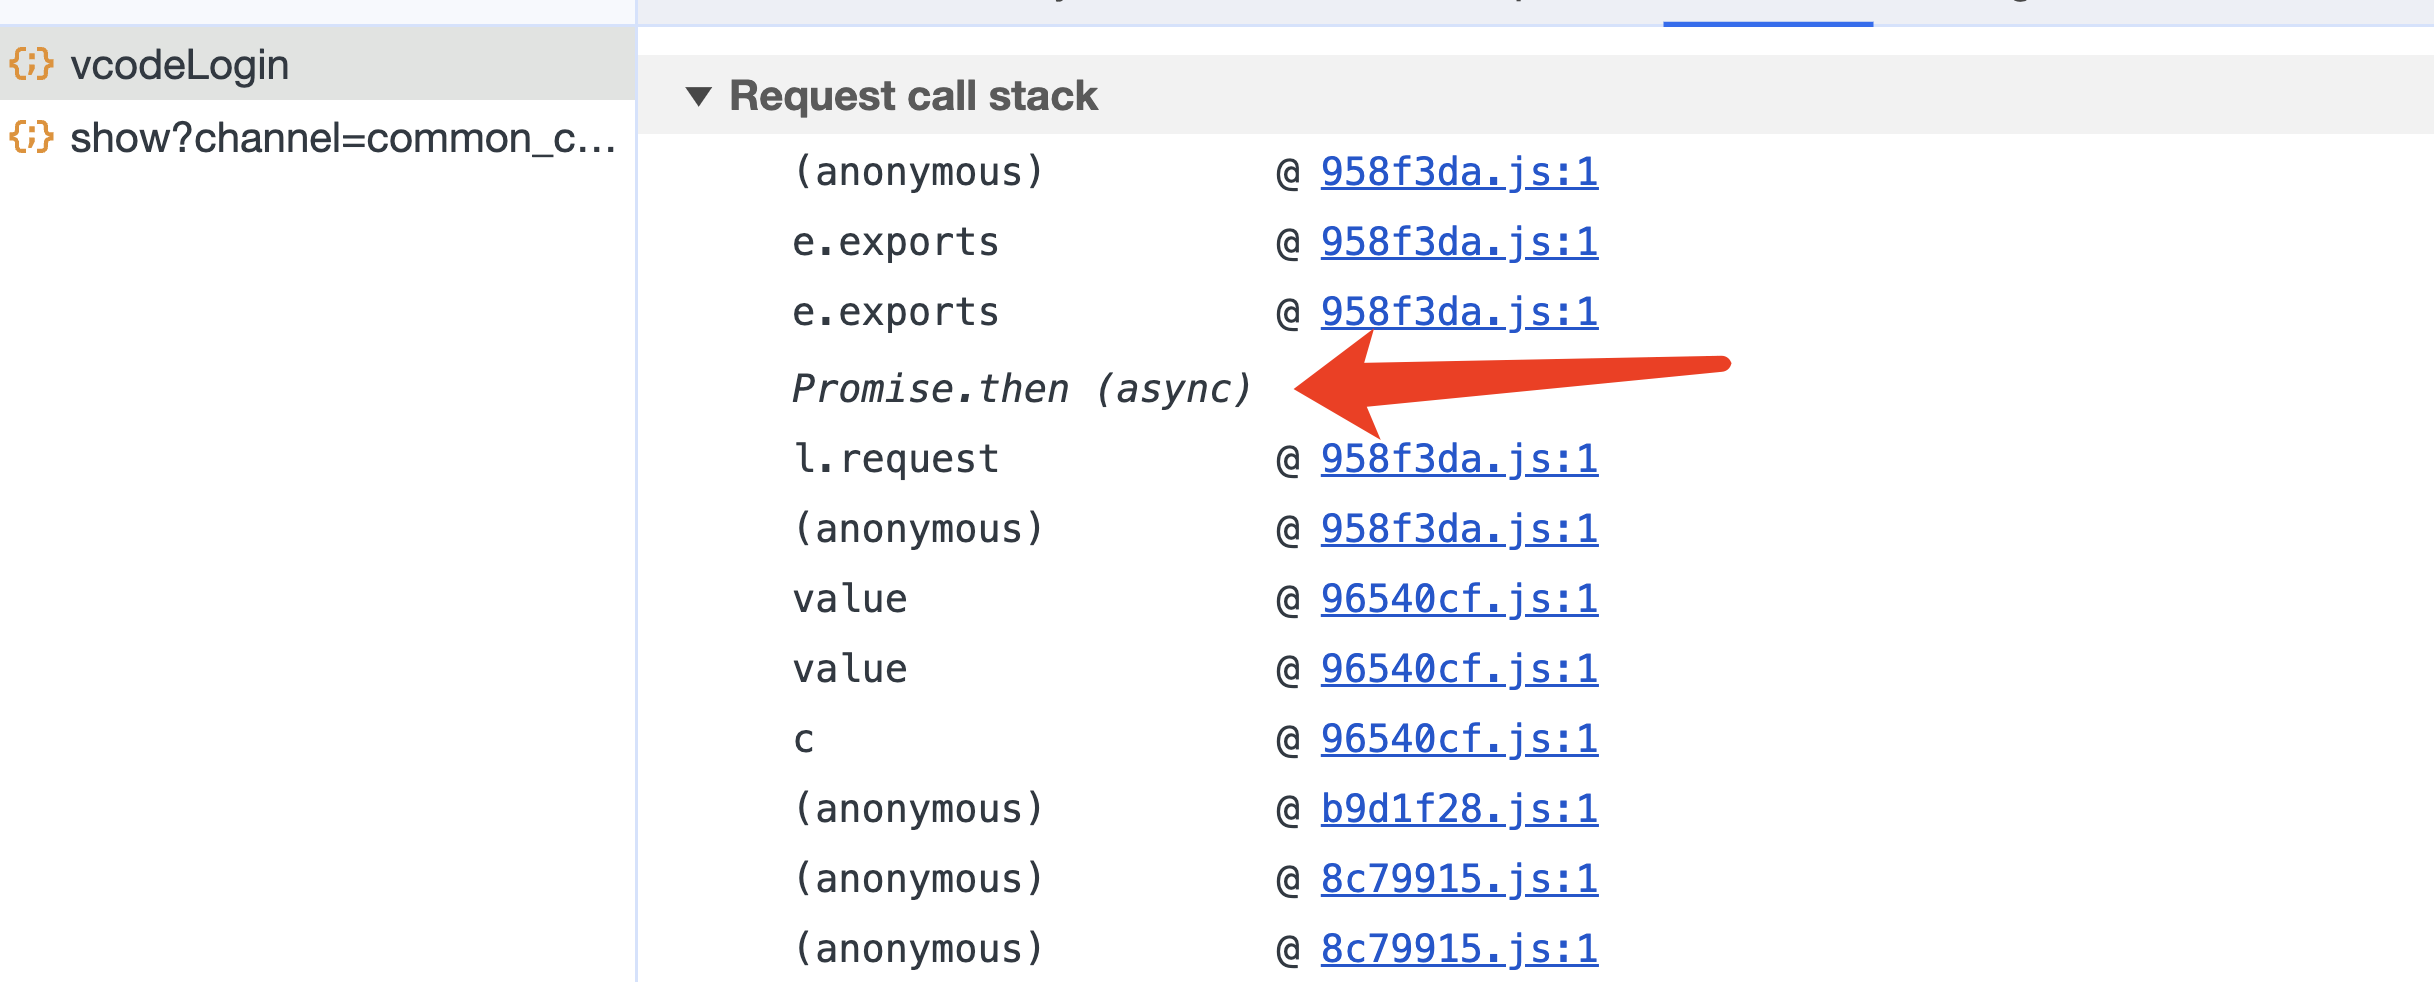 vcodeLogin
show?channel=common_c...
Request call stack
(anonymous) @ 958f3da.js:1
e.exports @ 958f3da.js:1
e.exports @ 958f3da.js:1
Promise.then (async)
l.request @ 958f3da.js:1
(anonymous) @ 958f3da.js:1
value @ 96540cf.js:1
value @ 96540cf.js:1
c @ 96540cf.js:1
(anonymous) @ b9d1f28.js:1
(anonymous) @ 8c79915.js:1
(anonymous) @ 8c79915.js:1